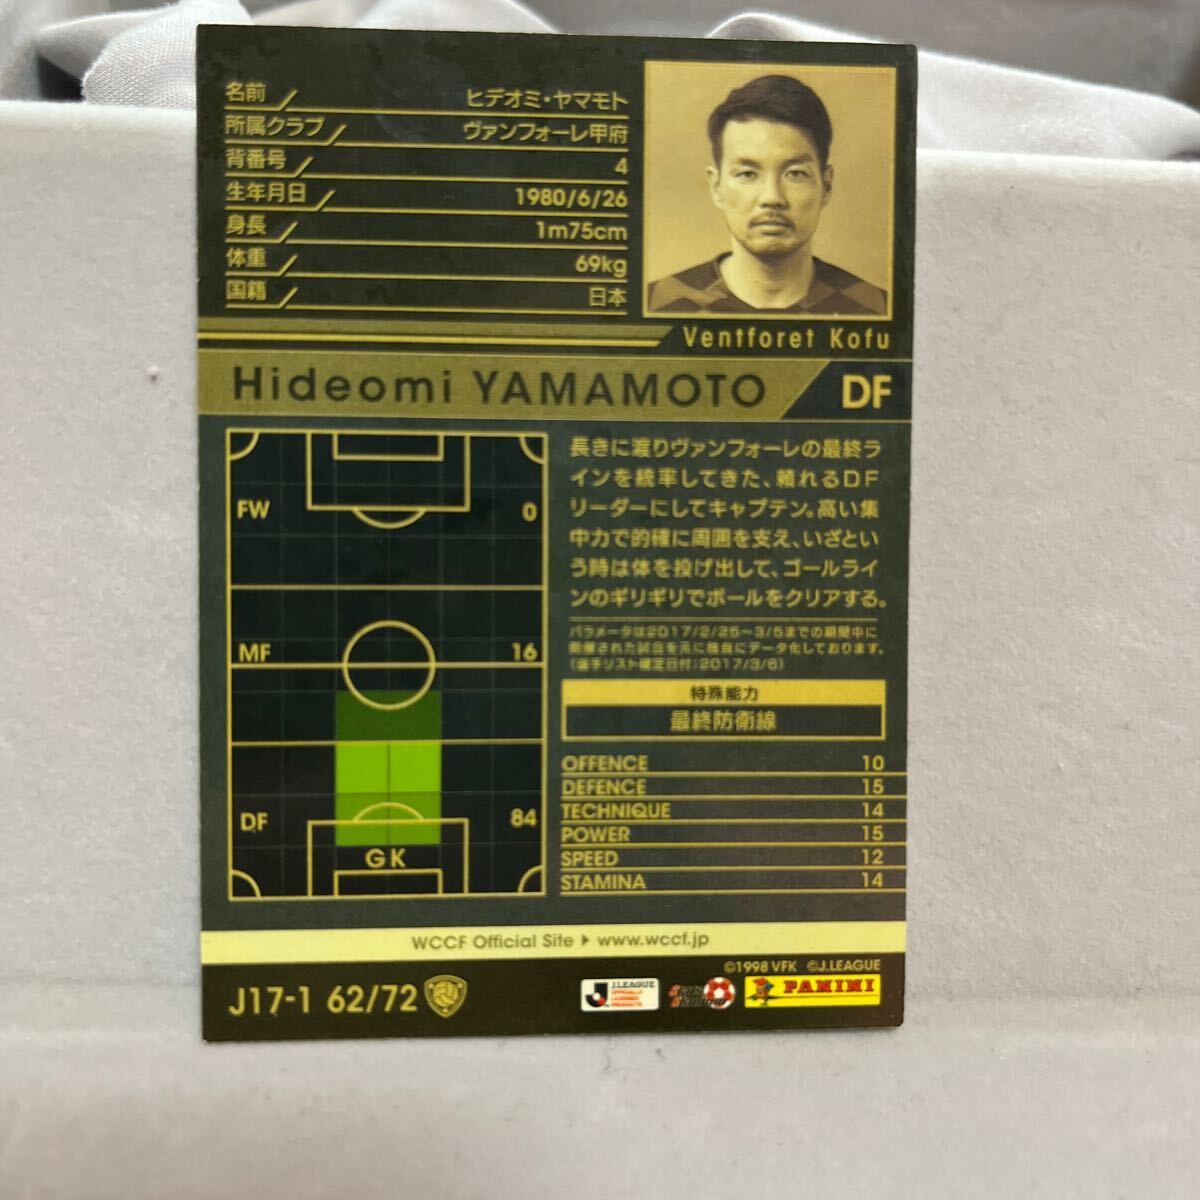 名前 ヒデオミ・ヤマモト
所属クラブ ヴァンフォーレ甲府
背番号 4
生年月日 1980/6/26
身長 1m75cm
体重 69kg
国籍 日本
Ventforet Kofu
Hideomi YAMAMOTO DF
FW 0
MF 16
DF 84
GK
長きに渡りヴァンフォーレの最終ラ
インを統率してきた、頼れるDF
リーダーにしてキャプテン。高い集
中力で的確に周囲を支え、いざとい
う時は体を投げ出して、ゴールライ
ンのギリギリでボールをクリアする。
パラメータは2017/2/25〜3/5までの期間中に
開催された試合を元に独自にデータ化しております。
(選手リスト確定日付:2017/3/6)
特殊能力
最終防衛線
OFFENCE 10
DEFENCE 15
TECHNIQUE 14
POWER 15
SPEED 12
STAMINA 14
WCCF Official Site ▶ www.wccf.jp
©1998 VFK ©J.LEAGUE
J17-1 62/72
J.LEAGUE
OFFICIALLY
LICENSED
PRODUCTS
PANINI